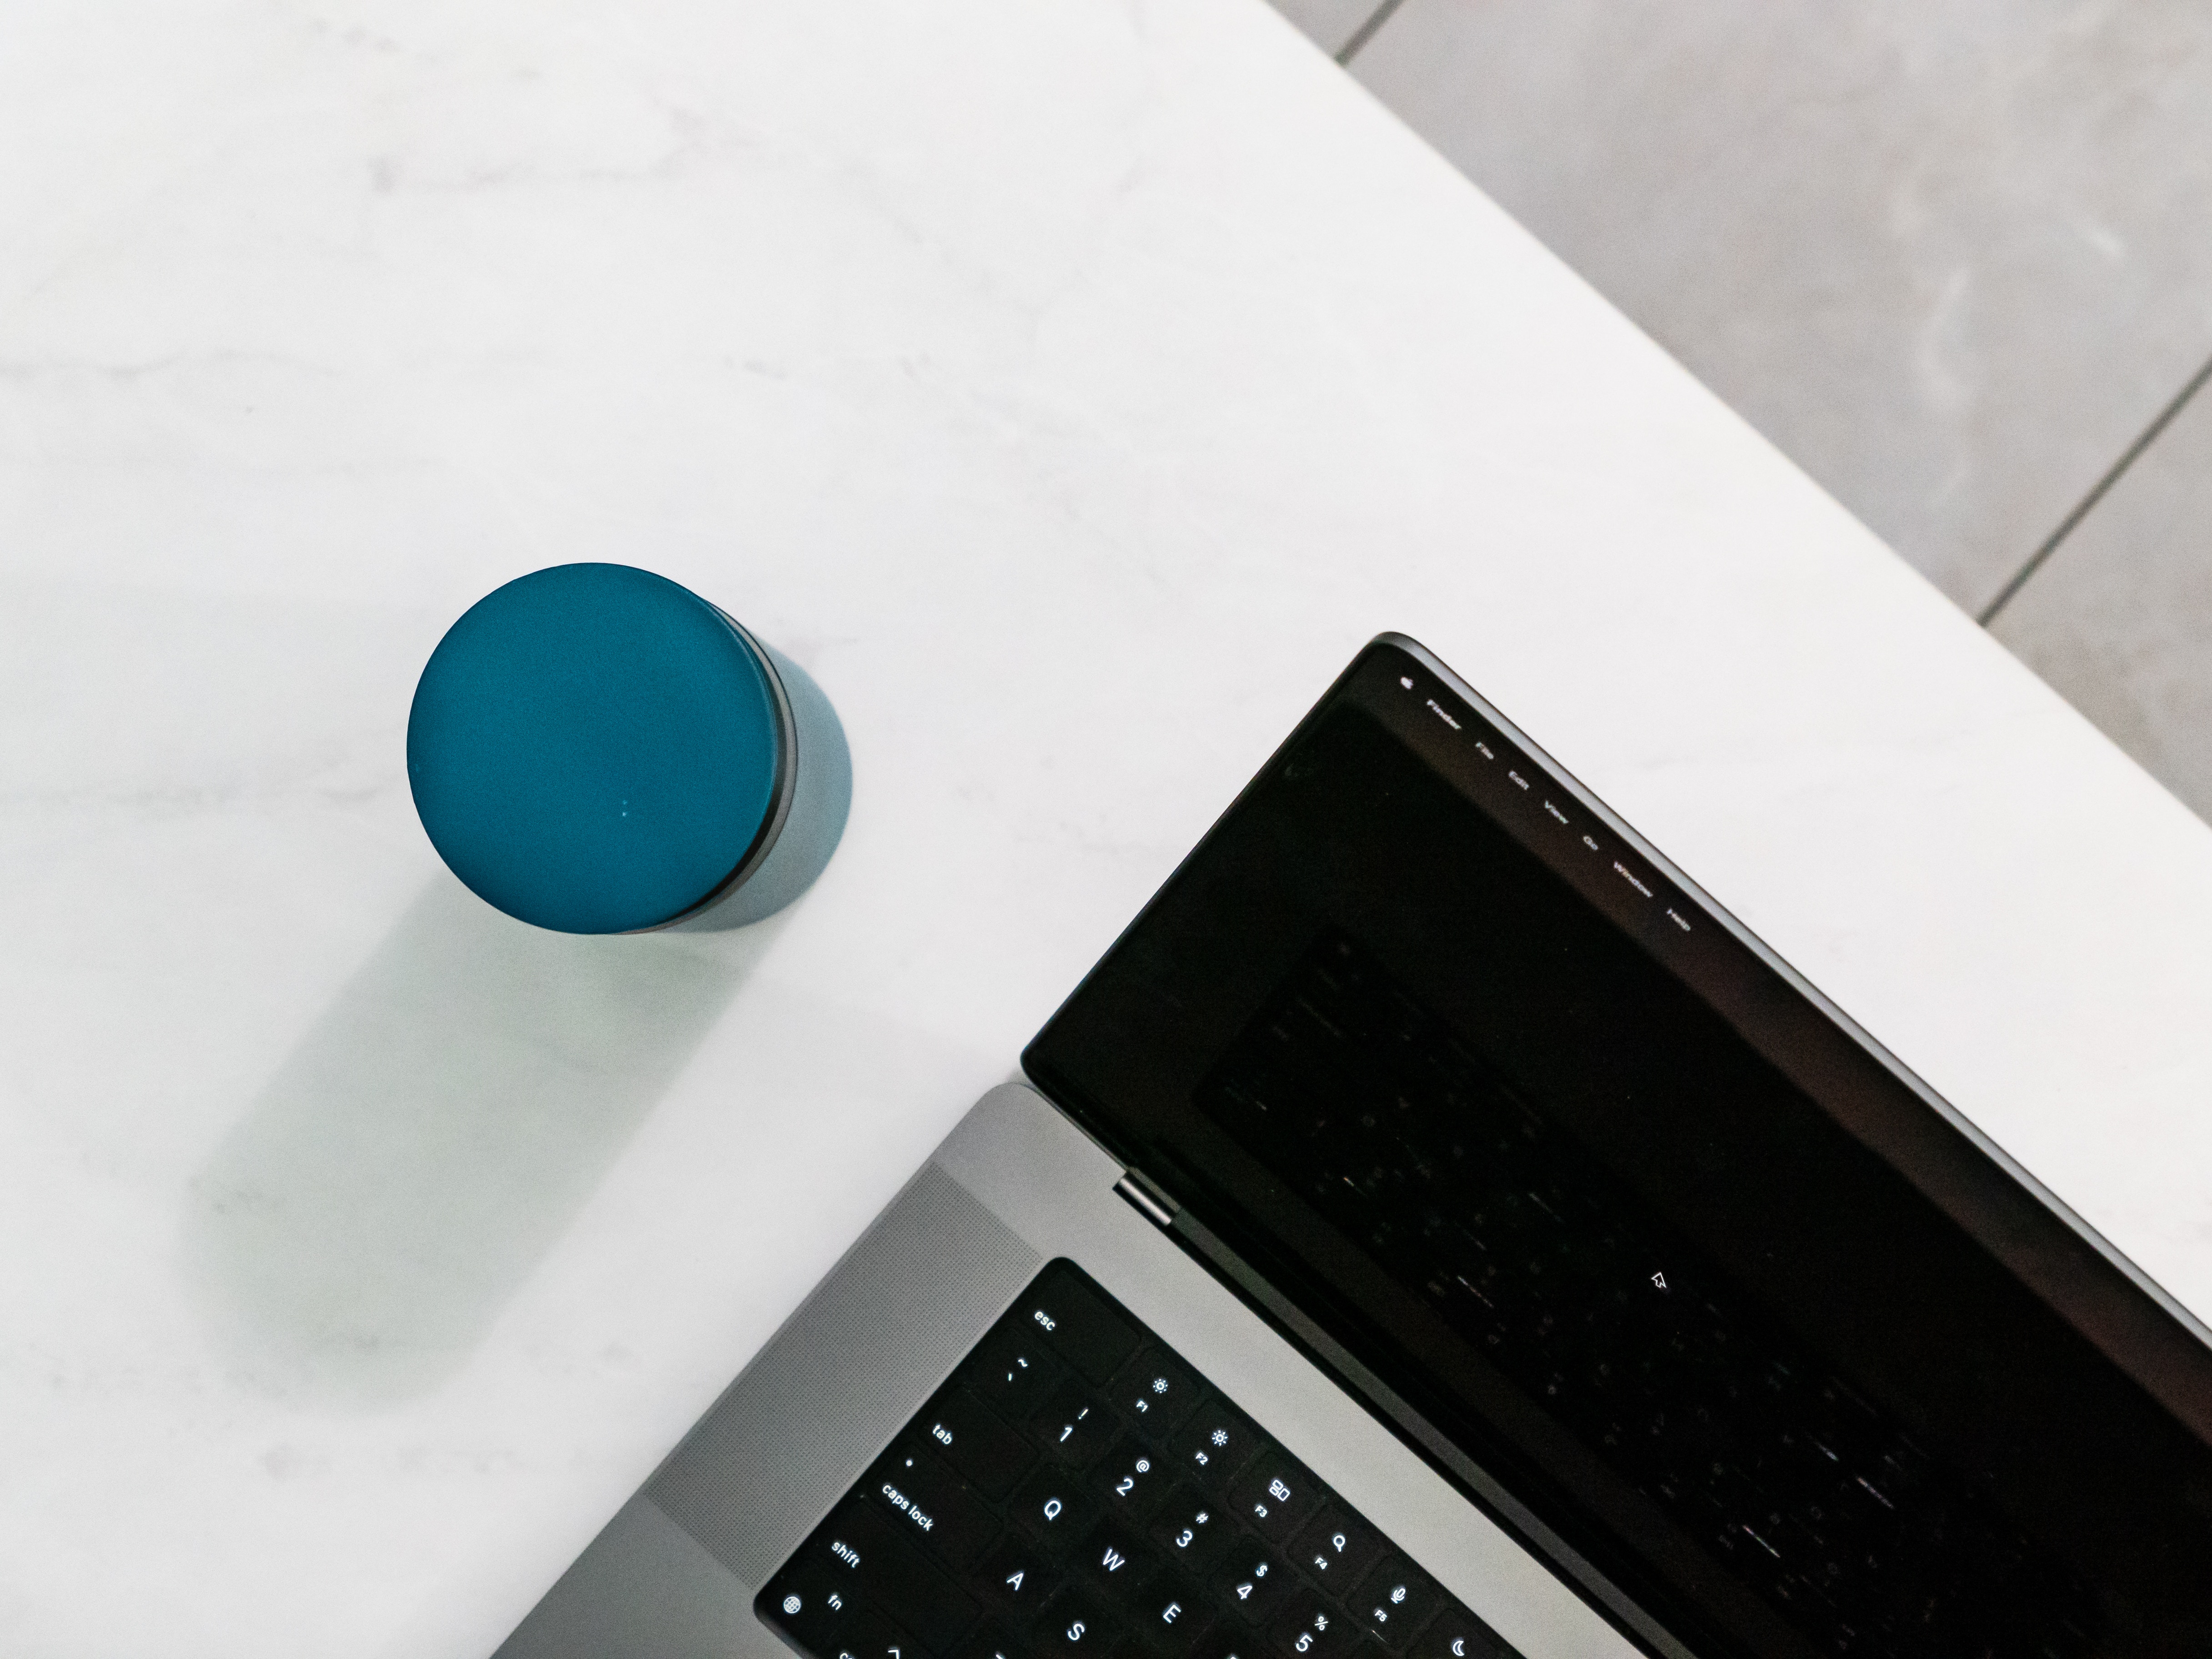 Finder File Edit View Go Window Help
esc
F1 F2 F3 F4 F5
~ ! @ # $ %
` 1 2 3 4 5
tab Q W E
caps lock A S
shift
fn